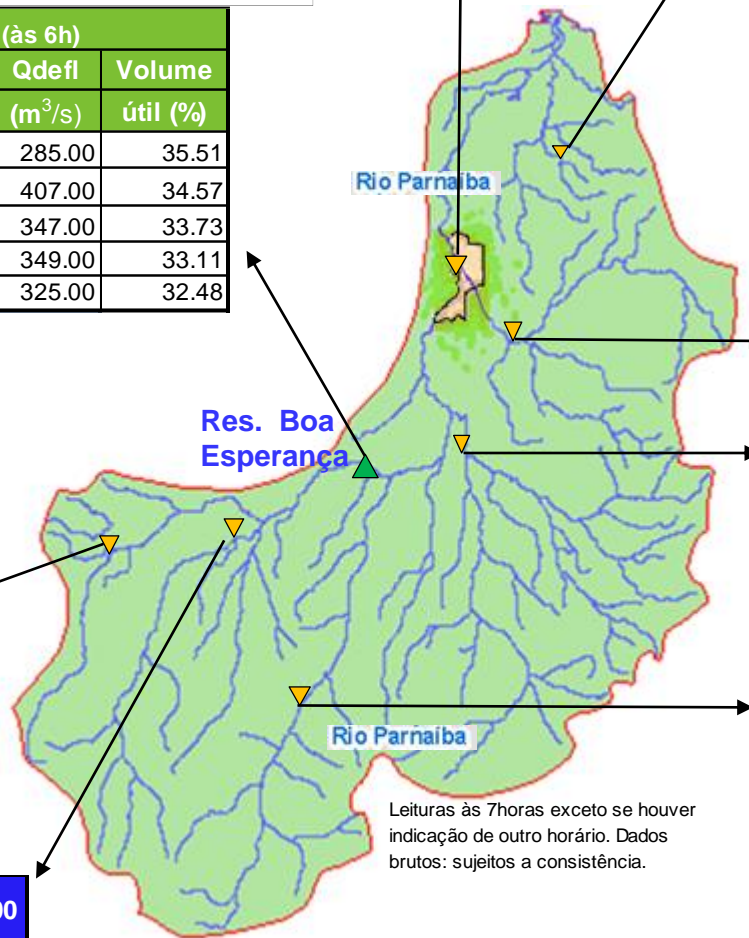 (às 6h)
Qdefl Volume
(m³/s) útil (%)
285.00 35.51
407.00 34.57
347.00 33.73
349.00 33.11
325.00 32.48
Rio Parnaíba
Res. Boa
Esperança
Rio Parnaíba
Leituras às 7horas exceto se houver
indicação de outro horário. Dados
brutos: sujeitos a consistência.